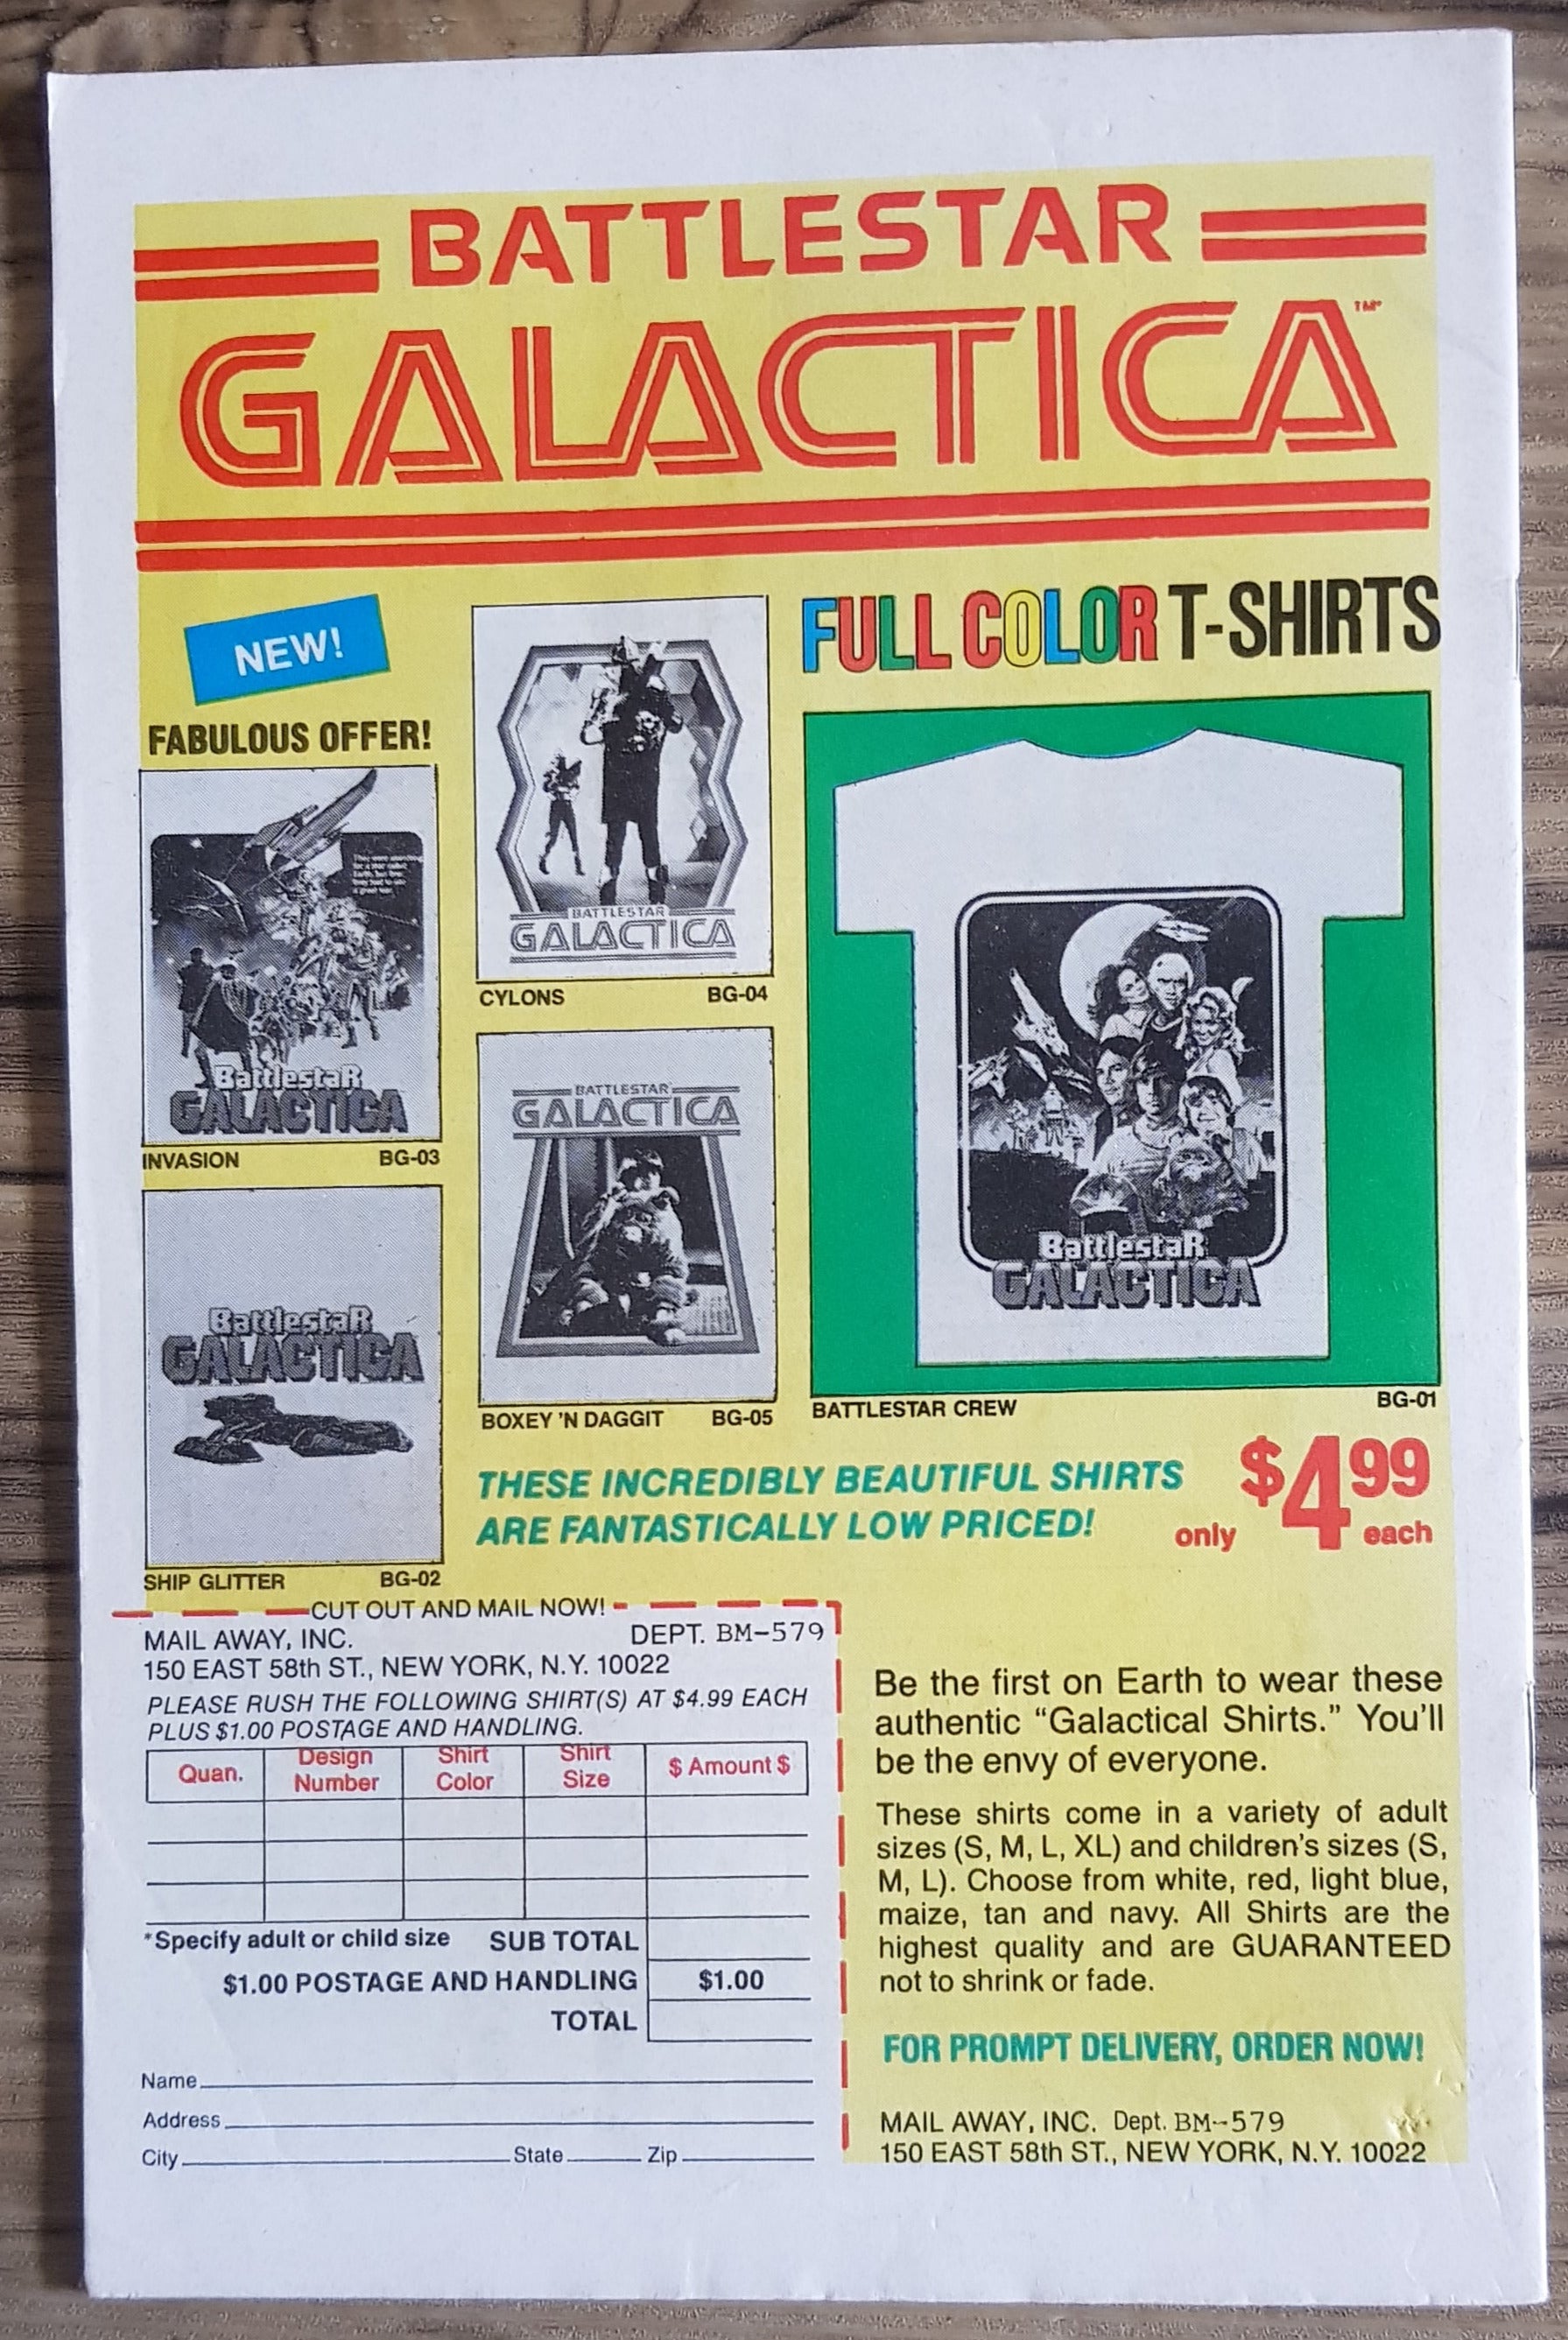 BATTLESTAR
GALACTICA™
NEW!
FABULOUS OFFER!
FULL COLOR T-SHIRTS
BattlestaR
GALACTICA
INVASION BG-03
BATTLESTAR
GALACTICA
CYLONS BG-04
BattlestaR
GALACTICA
SHIP GLITTER BG-02
BATTLESTAR
GALACTICA
BOXEY 'N DAGGIT BG-05
BattlestaR
GALACTICA
BATTLESTAR CREW BG-01
THESE INCREDIBLY BEAUTIFUL SHIRTS
ARE FANTASTICALLY LOW PRICED!
only $4.99 each
CUT OUT AND MAIL NOW!
MAIL AWAY, INC. DEPT. BM-579
150 EAST 58th ST., NEW YORK, N.Y. 10022
PLEASE RUSH THE FOLLOWING SHIRT(S) AT $4.99 EACH
PLUS $1.00 POSTAGE AND HANDLING.
Quan. Design Number Shirt Color Shirt Size $ Amount $
*Specify adult or child size SUB TOTAL
$1.00 POSTAGE AND HANDLING $1.00
TOTAL
Name
Address
City State Zip
Be the first on Earth to wear these
authentic “Galactical Shirts.” You'll
be the envy of everyone.
These shirts come in a variety of adult
sizes (S, M, L, XL) and children's sizes (S,
M, L). Choose from white, red, light blue,
maize, tan and navy. All Shirts are the
highest quality and are GUARANTEED
not to shrink or fade.
FOR PROMPT DELIVERY, ORDER NOW!
MAIL AWAY, INC. Dept. BM--579
150 EAST 58th ST., NEW YORK, N.Y. 10022